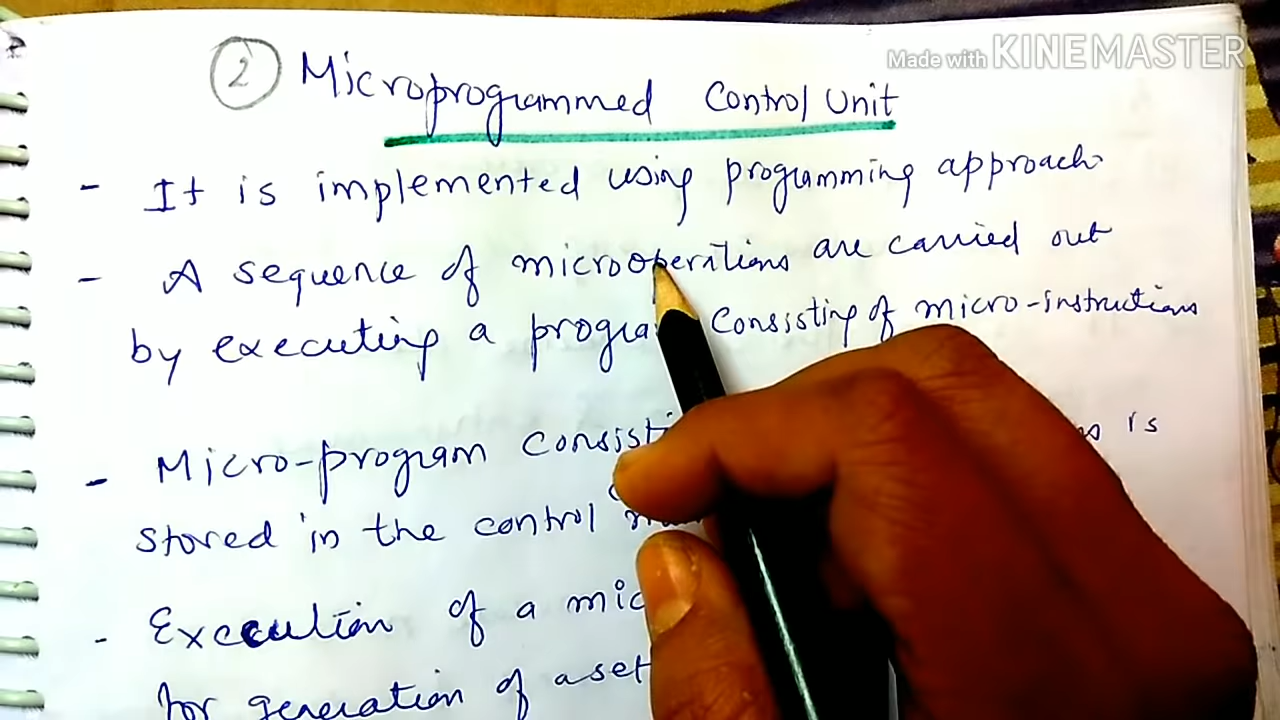 Made with KINEMASTER
2 Microprogrammed Control Unit
- It is implemented using programming approach
- A sequence of microoperations are carried out
by executing a program consisting of micro-instructions
- Micro-program is
stored in the control
- Execution of a
for generation of a set